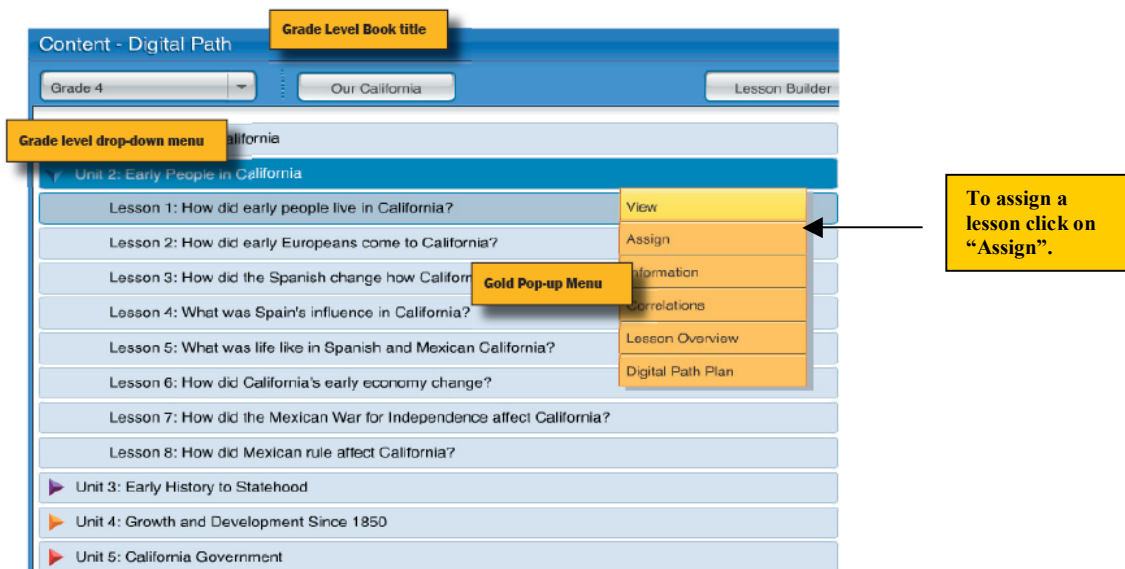 Grade Level Book title
Content - Digital Path
Grade 4
Our California
Lesson Builder
Grade level drop-down menu
alifornia
Unit 2: Early People in California
Lesson 1: How did early people live in California?
View
To assign a
lesson click on
“Assign”.
Lesson 2: How did early Europeans come to California?
Assign
Lesson 3: How did the Spanish change how Californ
Gold Pop-up Menu
nformation
Lesson 4: What was Spain's influence in California?
Correlations
Lesson 5: What was life like in Spanish and Mexican California?
Lesson Overview
Lesson 6: How did California's early economy change?
Digital Path Plan
Lesson 7: How did the Mexican War for Independence affect California?
Lesson 8: How did Mexican rule affect California?
Unit 3: Early History to Statehood
Unit 4: Growth and Development Since 1850
Unit 5: California Government